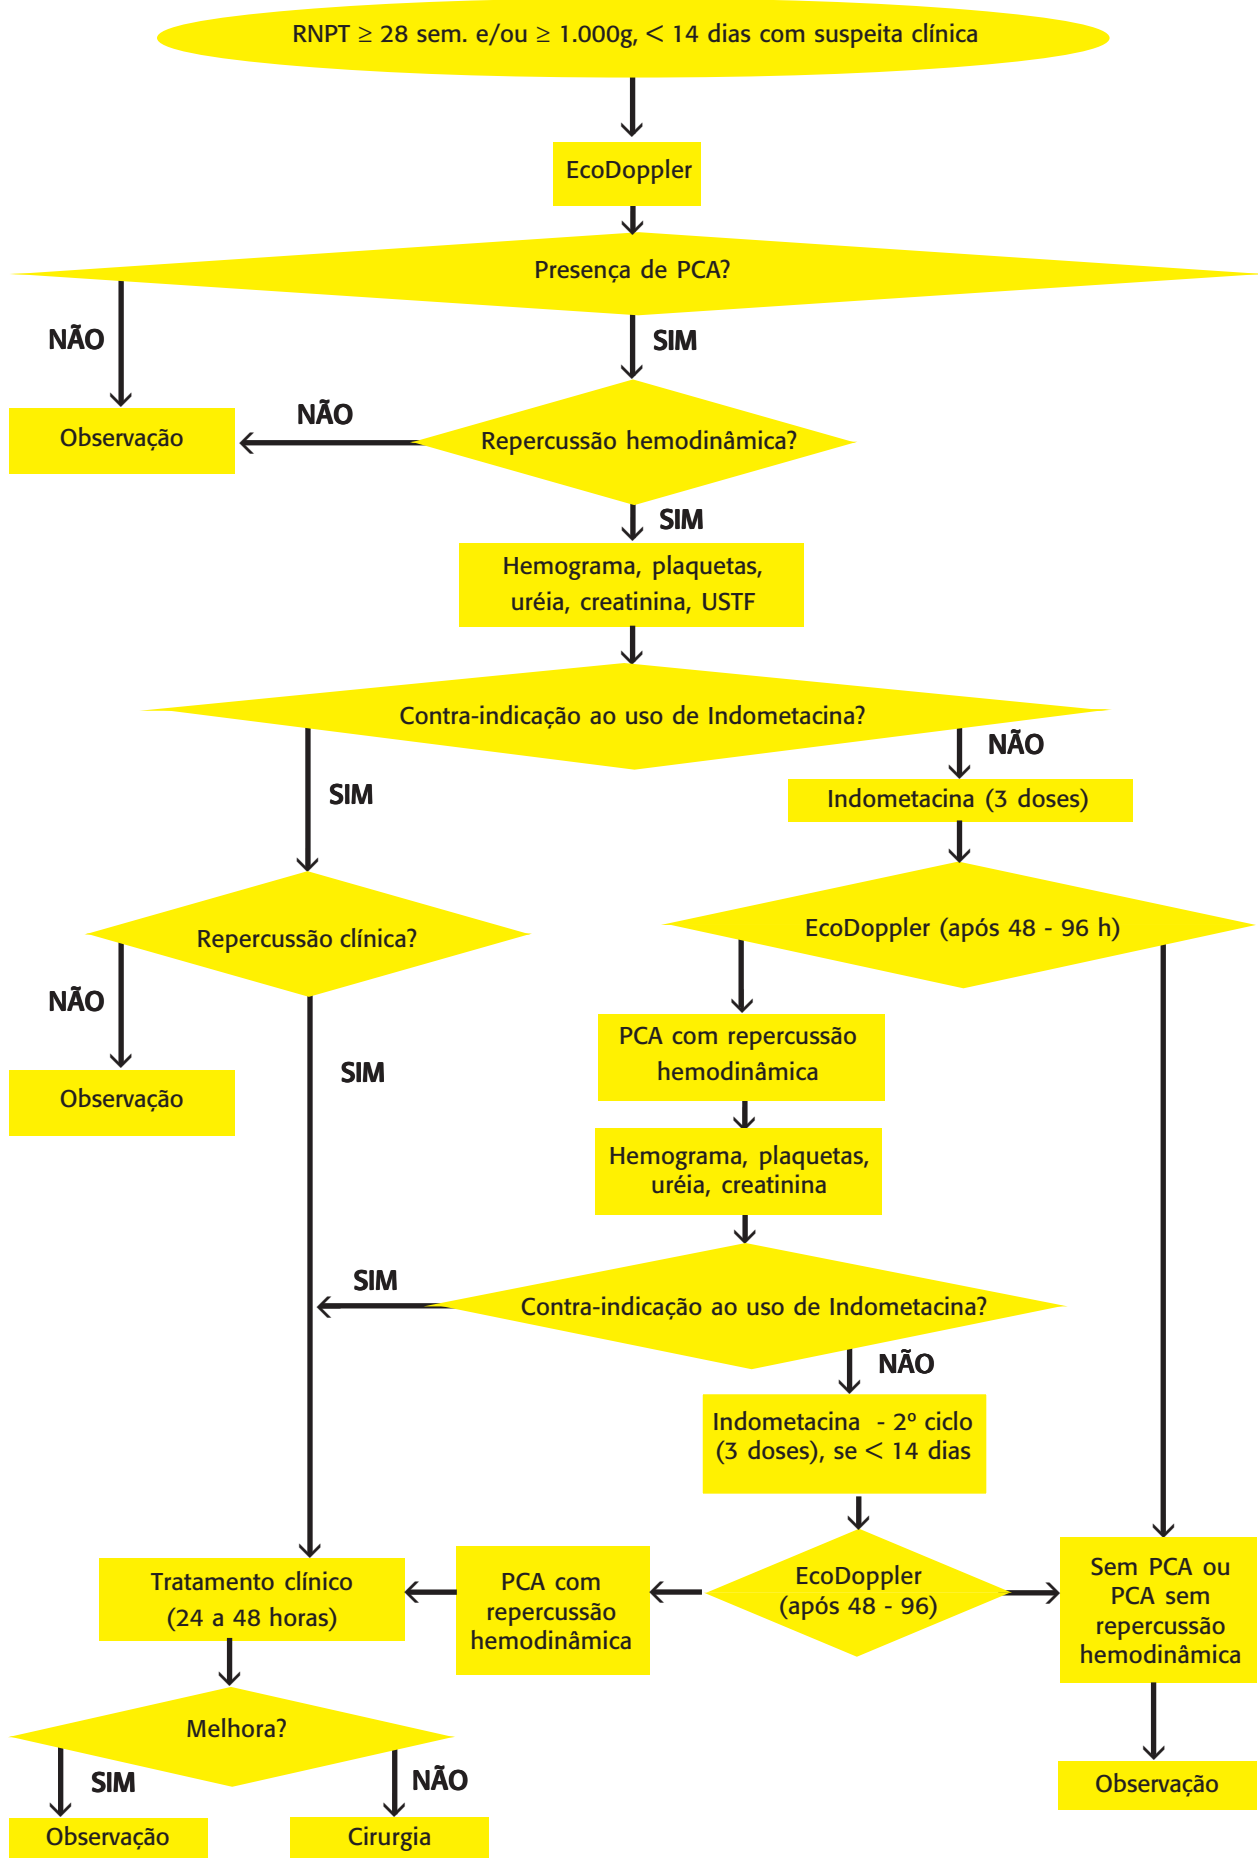 RNPT ≥ 28 sem. e/ou ≥ 1.000g, < 14 dias com suspeita clínica
EcoDoppler
Presença de PCA?
NÃO
SIM
Observação
NÃO
Repercussão hemodinâmica?
SIM
Hemograma, plaquetas,
uréia, creatinina, USTF
Contra-indicação ao uso de Indometacina?
NÃO
SIM
Indometacina (3 doses)
EcoDoppler (após 48 - 96 h)
Repercussão clínica?
NÃO
SIM
Observação
PCA com repercussão
hemodinâmica
Hemograma, plaquetas,
uréia, creatinina
SIM
Contra-indicação ao uso de Indometacina?
NÃO
Indometacina - 2º ciclo
(3 doses), se < 14 dias
EcoDoppler
(após 48 - 96)
PCA com
repercussão
hemodinâmica
Sem PCA ou
PCA sem
repercussão
hemodinâmica
Tratamento clínico
(24 a 48 horas)
Melhora?
SIM
NÃO
Observação
Cirurgia
Observação